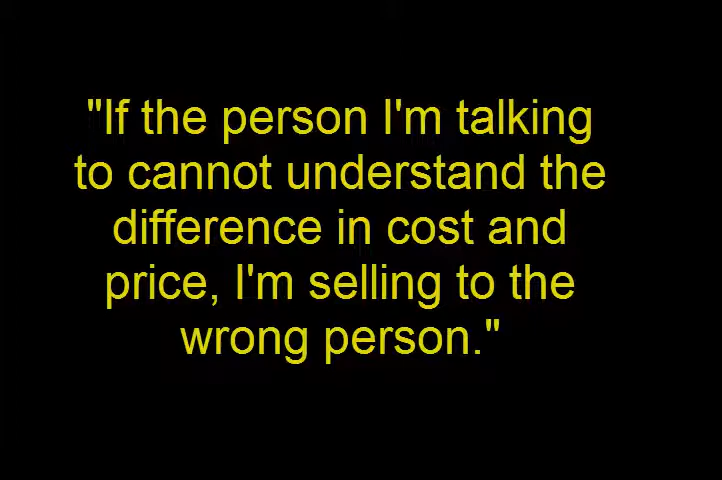 "If the person I'm talking
to cannot understand the
difference in cost and
price, I'm selling to the
wrong person."